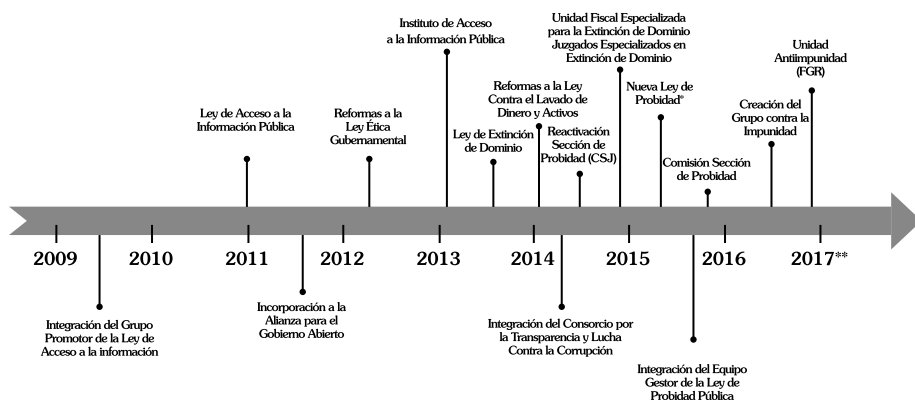 Ley de Acceso a la
Información Pública
Reformas a la
Ley Ética
Gubernamental
Instituto de Acceso
a la Información Pública
Ley de Extinción
de Dominio
Reformas a la Ley
Contra el Lavado de
Dinero y Activos
Reactivación
Sección de
Probidad (CSJ)
Unidad Fiscal Especializada
para la Extinción de Dominio
Juzgados Especializados en
Extinción de Dominio
Nueva Ley de
Probidad*
Comisión Sección
de Probidad
Creación del
Grupo contra la
Impunidad
Unidad
Antiimpunidad
(FGR)
2009
2010
2011
2012
2013
2014
2015
2016
2017**
Integración del Grupo
Promotor de la Ley de
Acceso a la información
Incorporación a la
Alianza para el
Gobierno Abierto
Integración del Consorcio por
la Transparencia y Lucha
Contra la Corrupción
Integración del Equipo
Gestor de la Ley de
Probidad Pública